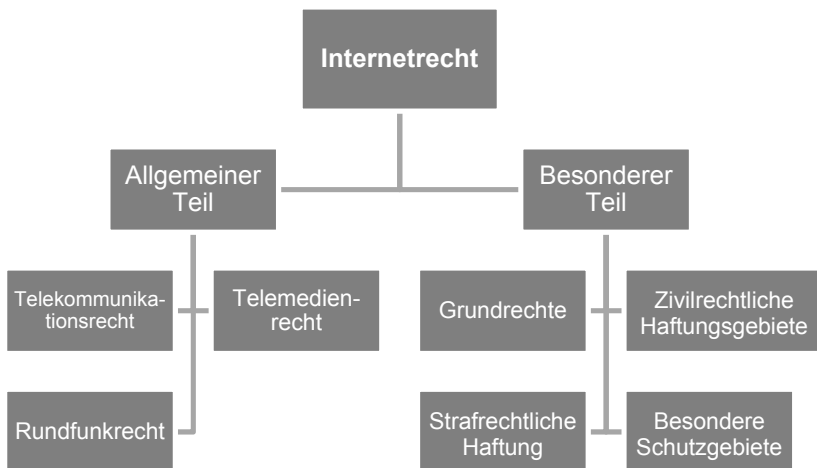 Internetrecht
Allgemeiner
Teil
Besonderer
Teil
Telekommunika-
tionsrecht
Telemedien-
recht
Grundrechte
Zivilrechtliche
Haftungsgebiete
Rundfunkrecht
Strafrechtliche
Haftung
Besondere
Schutzgebiete